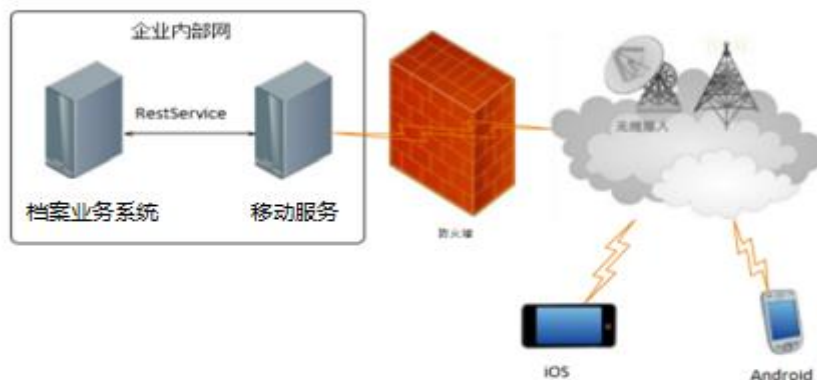 企业内部网
RestService
档案业务系统
移动服务
防火墙
无线接入
iOS
Android